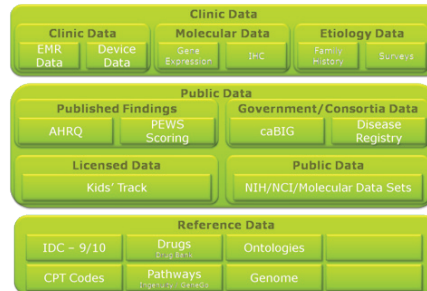 Clinic Data
Clinic Data
Molecular Data
Etiology Data
EMR Data
Device Data
Gene Expression
IHC
Family History
Surveys
Public Data
Published Findings
Government/Consortia Data
AHRQ
PEWS Scoring
caBIG
Disease Registry
Licensed Data
Public Data
Kids' Track
NIH/NCI/Molecular Data Sets
Reference Data
IDC – 9/10
Drugs
Drug Bank
Ontologies
CPT Codes
Pathways
Ingenuity
Genome